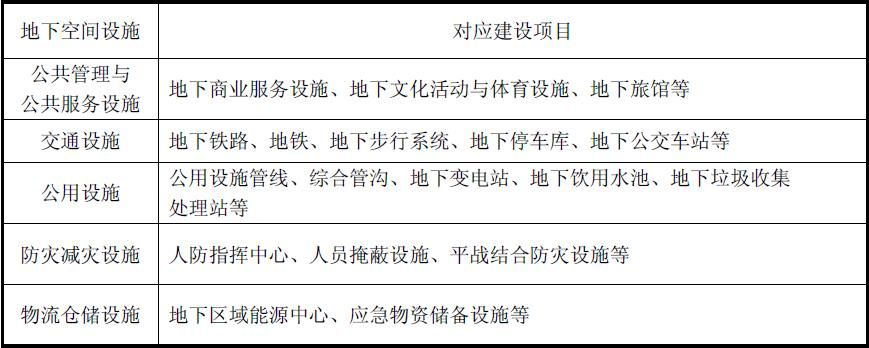 地下空间设施
对应建设项目
公共管理与
公共服务设施
地下商业服务设施、地下文化活动与体育设施、地下旅馆等
交通设施
地下铁路、地铁、地下步行系统、地下停车库、地下公交车站等
公用设施
公用设施管线、综合管沟、地下变电站、地下饮用水池、地下垃圾收集
处理站等
防灾减灾设施
人防指挥中心、人员掩蔽设施、平战结合防灾设施等
物流仓储设施
地下区域能源中心、应急物资储备设施等